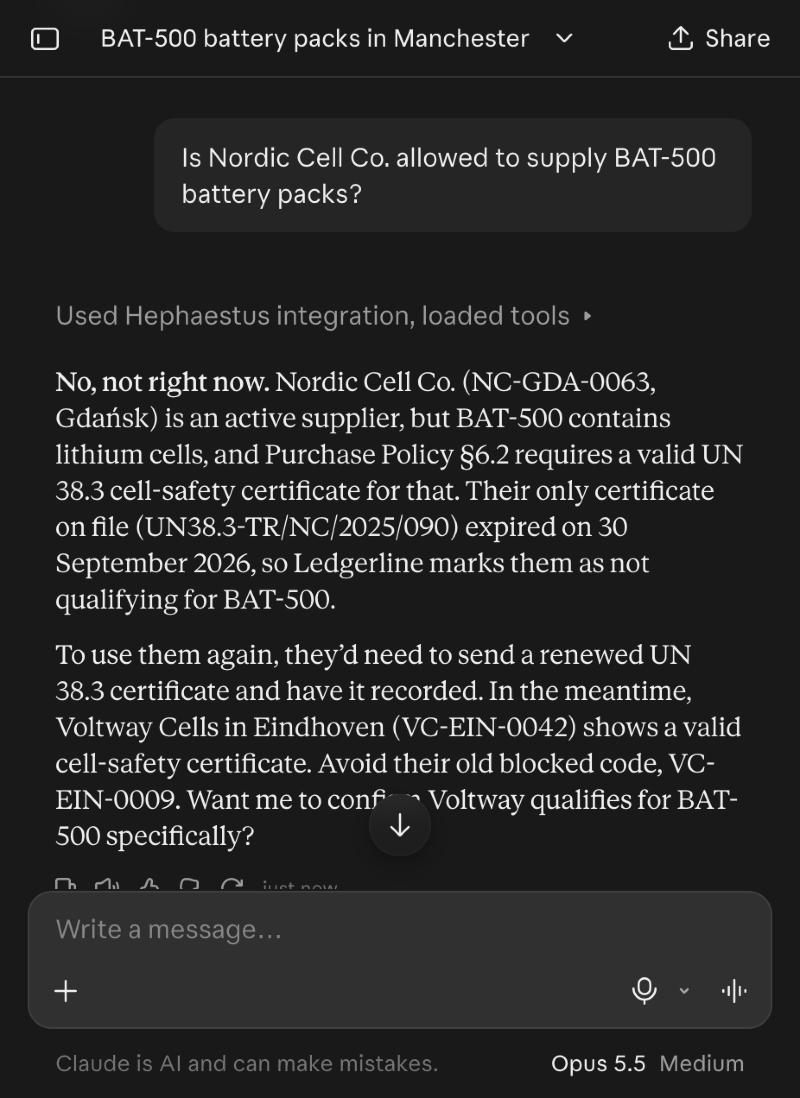 BAT-500 battery packs in Manchester
Share
Is Nordic Cell Co. allowed to supply BAT-500
battery packs?
Used Hephaestus integration, loaded tools
No, not right now. Nordic Cell Co. (NC-GDA-0063,
Gdańsk) is an active supplier, but BAT-500 contains
lithium cells, and Purchase Policy §6.2 requires a valid UN
38.3 cell-safety certificate for that. Their only certificate
on file (UN38.3-TR/NC/2025/090) expired on 30
September 2026, so Ledgerline marks them as not
qualifying for BAT-500.
To use them again, they’d need to send a renewed UN
38.3 certificate and have it recorded. In the meantime,
Voltway Cells in Eindhoven (VC-EIN-0042) shows a valid
cell-safety certificate. Avoid their old blocked code, VC-
EIN-0009. Want me to confirm Voltway qualifies for BAT-
500 specifically?
just now
Write a message…
Claude is AI and can make mistakes.
Opus 5.5 Medium